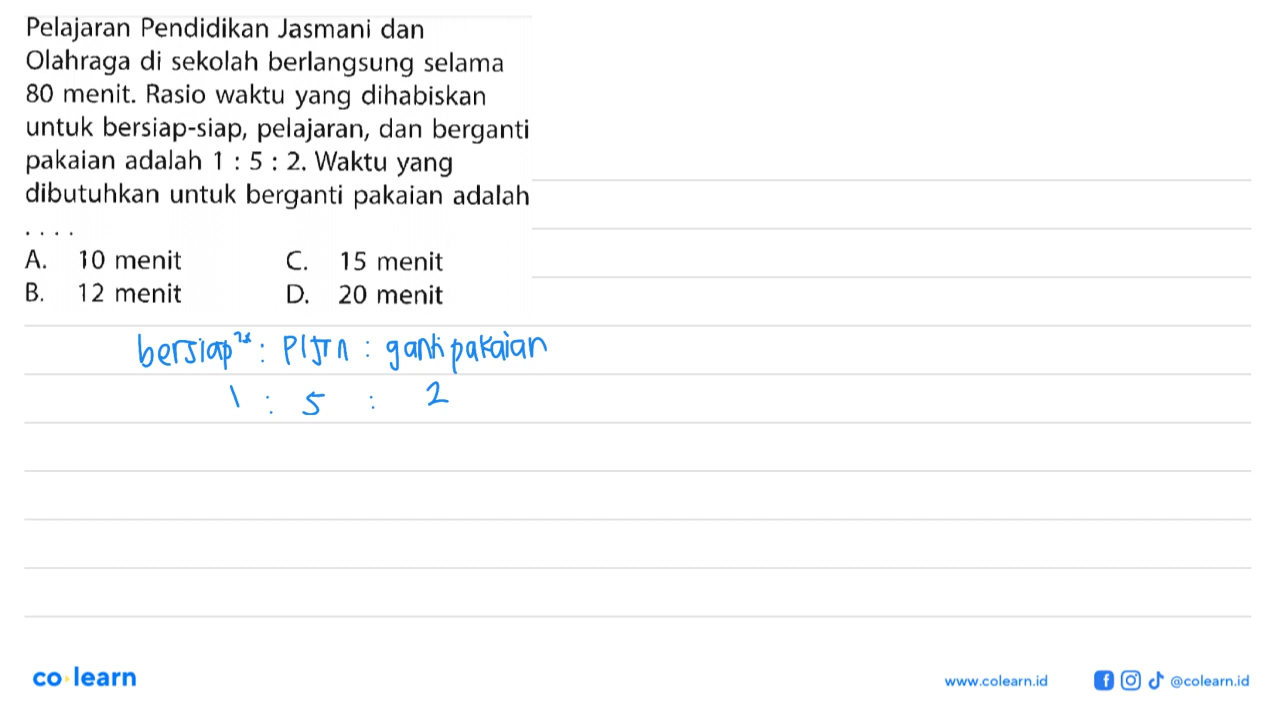 Pelajaran Pendidikan Jasmani dan
Olahraga di sekolah berlangsung selama
80 menit. Rasio waktu yang dihabiskan
untuk bersiap-siap, pelajaran, dan berganti
pakaian adalah 1 : 5 : 2. Waktu yang
dibutuhkan untuk berganti pakaian adalah
. . . .
A. 10 menit C. 15 menit
B. 12 menit D. 20 menit
bersiap" : pljrn : ganti pakaian
1 : 5 : 2
co learn
www.colearn.id @colearn.id